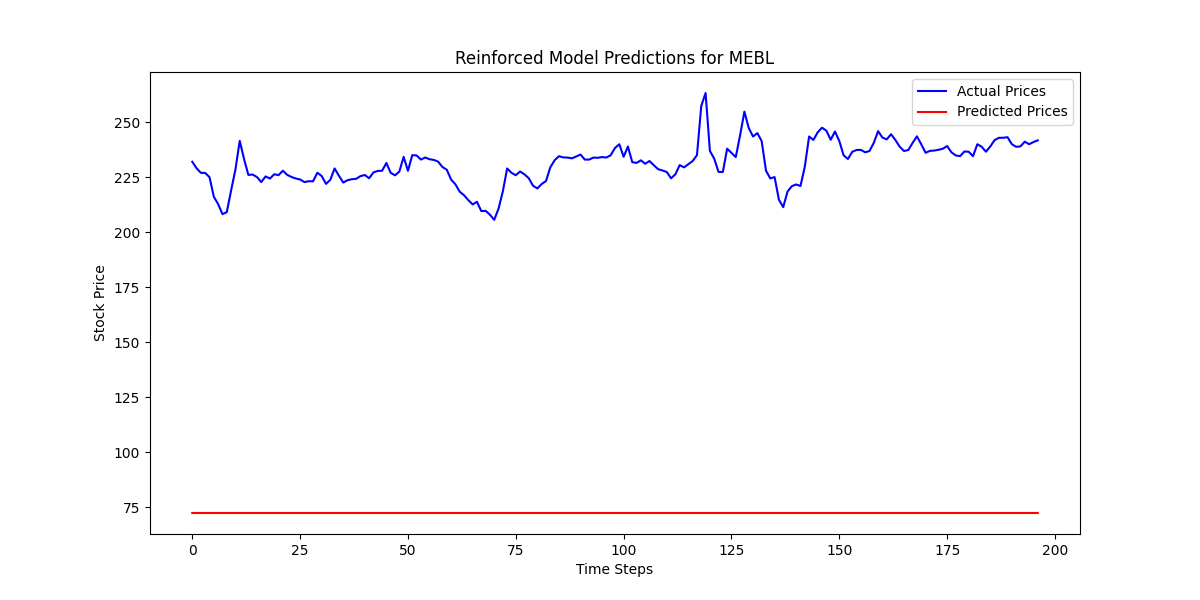 Reinforced Model Predictions for MEBL
Actual Prices
Predicted Prices
250
225
200
175
150
125
100
75
Stock Price
0 25 50 75 100 125 150 175 200
Time Steps